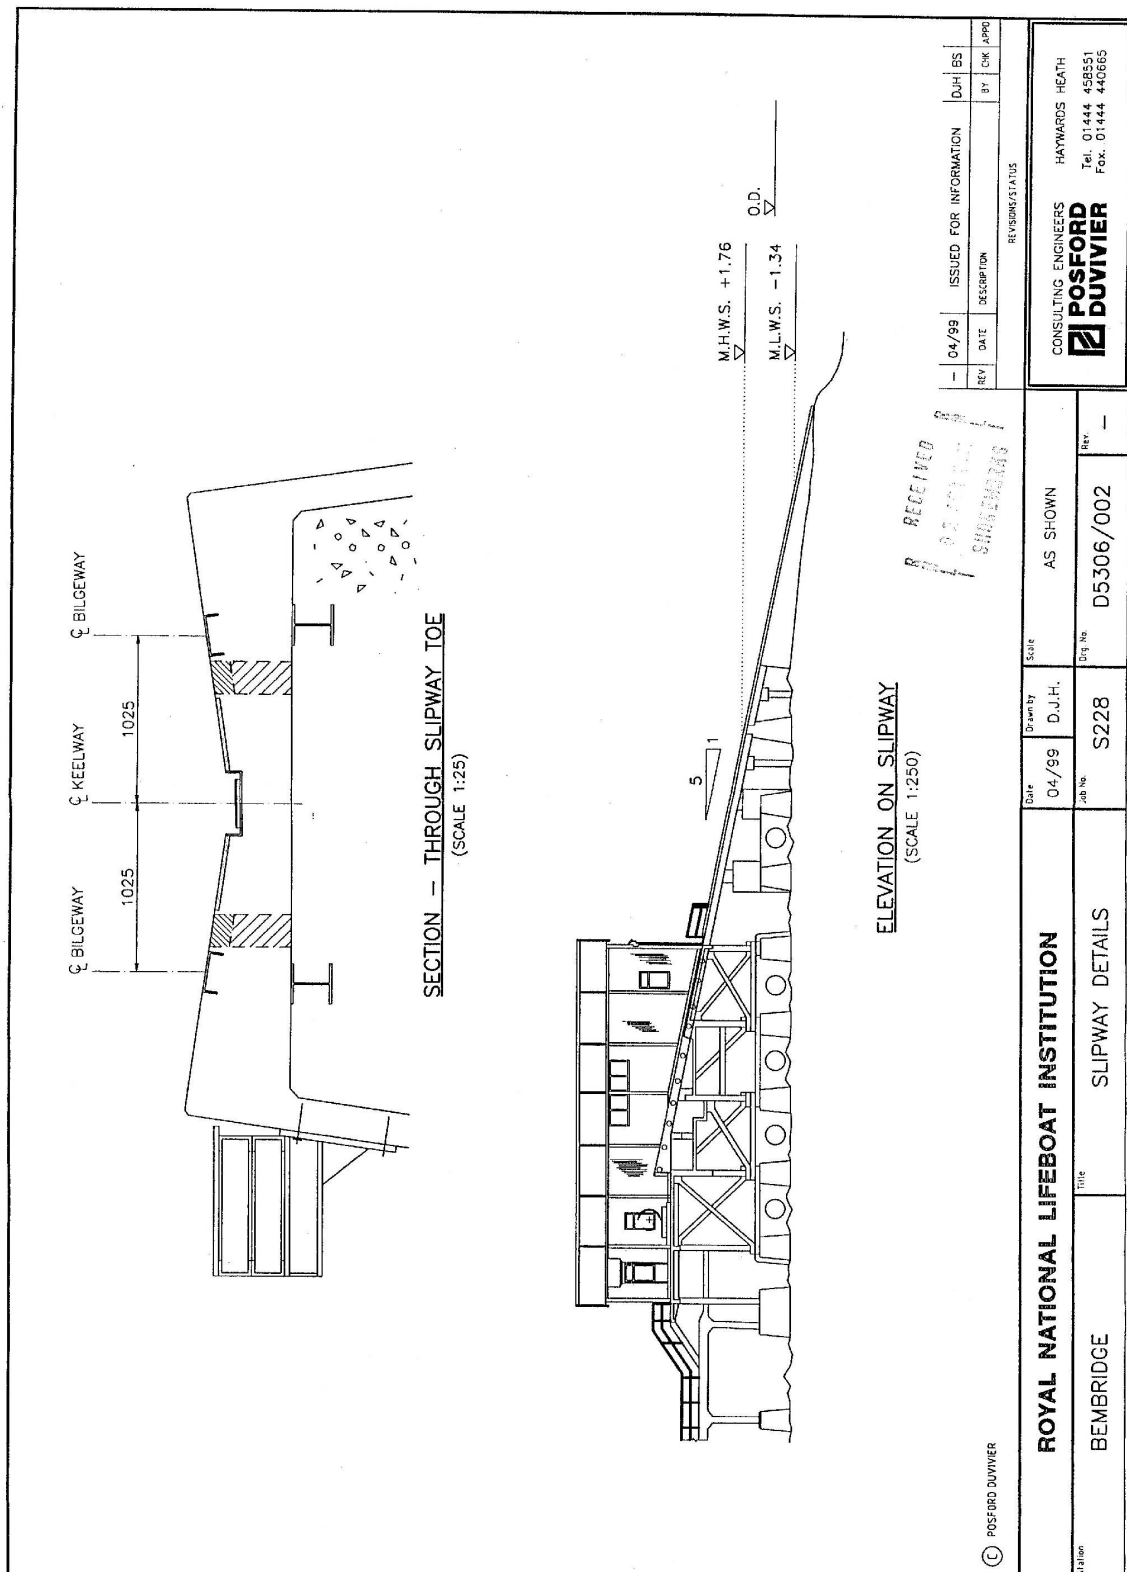 ℄ BILGEWAY
℄ KEELWAY
℄ BILGEWAY
1025
1025
SECTION – THROUGH SLIPWAY TOE
(SCALE 1:25)
M.H.W.S. +1.76
O.D.
M.L.W.S. -1.34
5
1
ELEVATION ON SLIPWAY
(SCALE 1:250)
RECEIVED
© POSFORD DUVIVIER
– 04/99 ISSUED FOR INFORMATION DJH BS
REV DATE DESCRIPTION BY CHK APPD
REVISIONS/STATUS
ROYAL NATIONAL LIFEBOAT INSTITUTION
Date
04/99
Drawn by
D.J.H.
Scale
AS SHOWN
CONSULTING ENGINEERS HAYWARDS HEATH
POSFORD
DUVIVIER
Tel. 01444 458551
Fax. 01444 440665
BEMBRIDGE
Title
SLIPWAY DETAILS
Job No.
S228
Drg. No.
D5306/002
Rev.
–